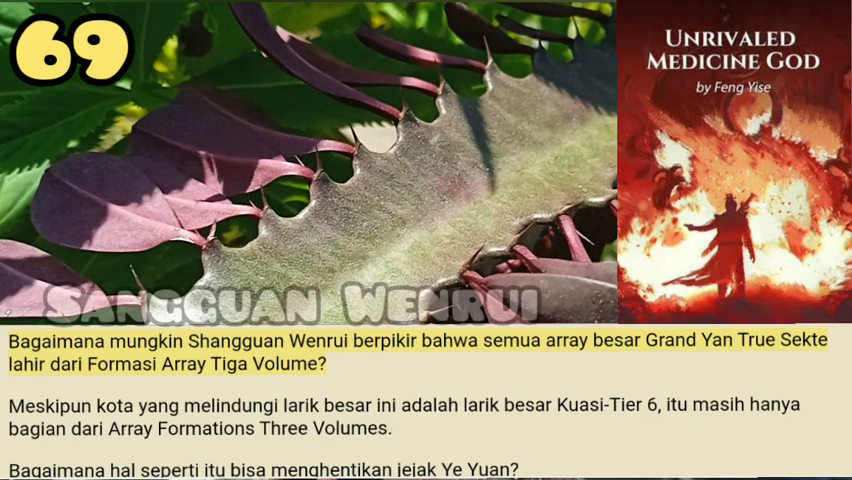 69
UNRIVALED
MEDICINE GOD
by Feng Yise
SANGGUAN WENRUI
Bagaimana mungkin Shangguan Wenrui berpikir bahwa semua array besar Grand Yan True Sekte
lahir dari Formasi Array Tiga Volume?
Meskipun kota yang melindungi larik besar ini adalah larik besar Kuasi-Tier 6, itu masih hanya
bagian dari Array Formations Three Volumes.
Bagaimana hal seperti itu bisa menghentikan jejak Ye Yuan?